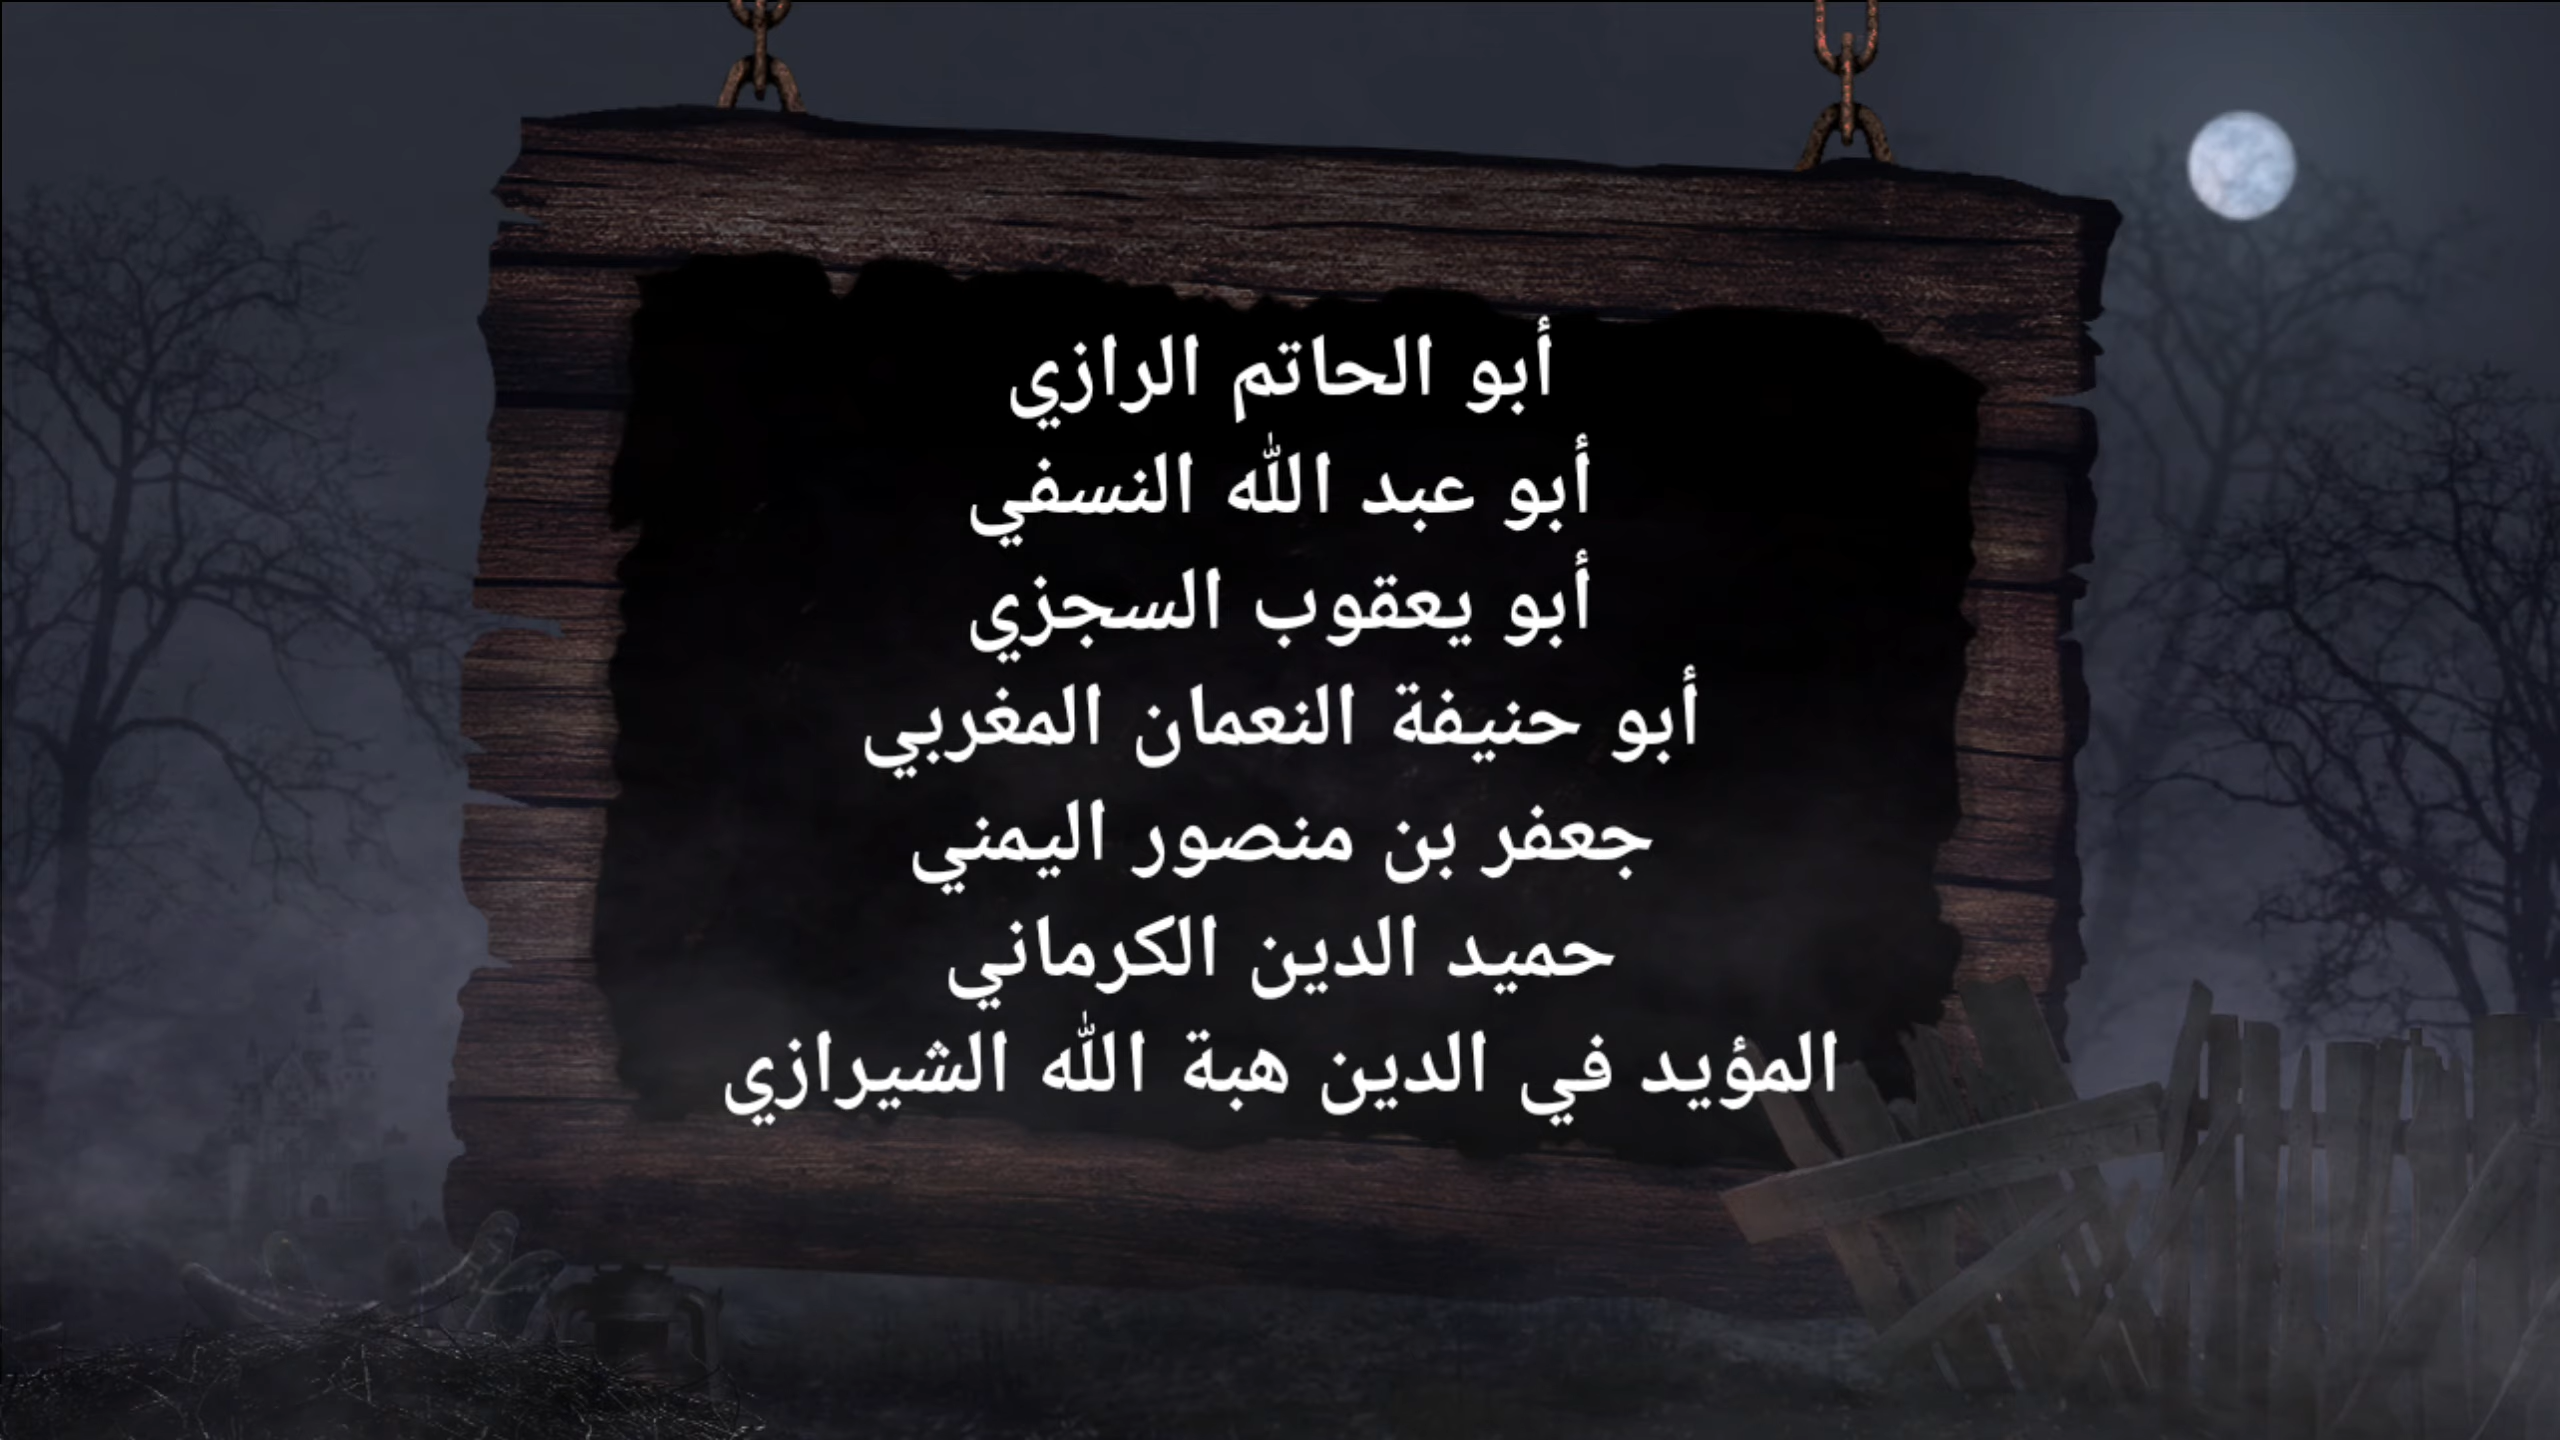 أبو الحاتم الرازي
أبو عبد الله النسفي
أبو يعقوب السجزي
أبو حنيفة النعمان المغربي
جعفر بن منصور اليمني
حميد الدين الكرماني
المؤيد في الدين هبة الله الشيرازي